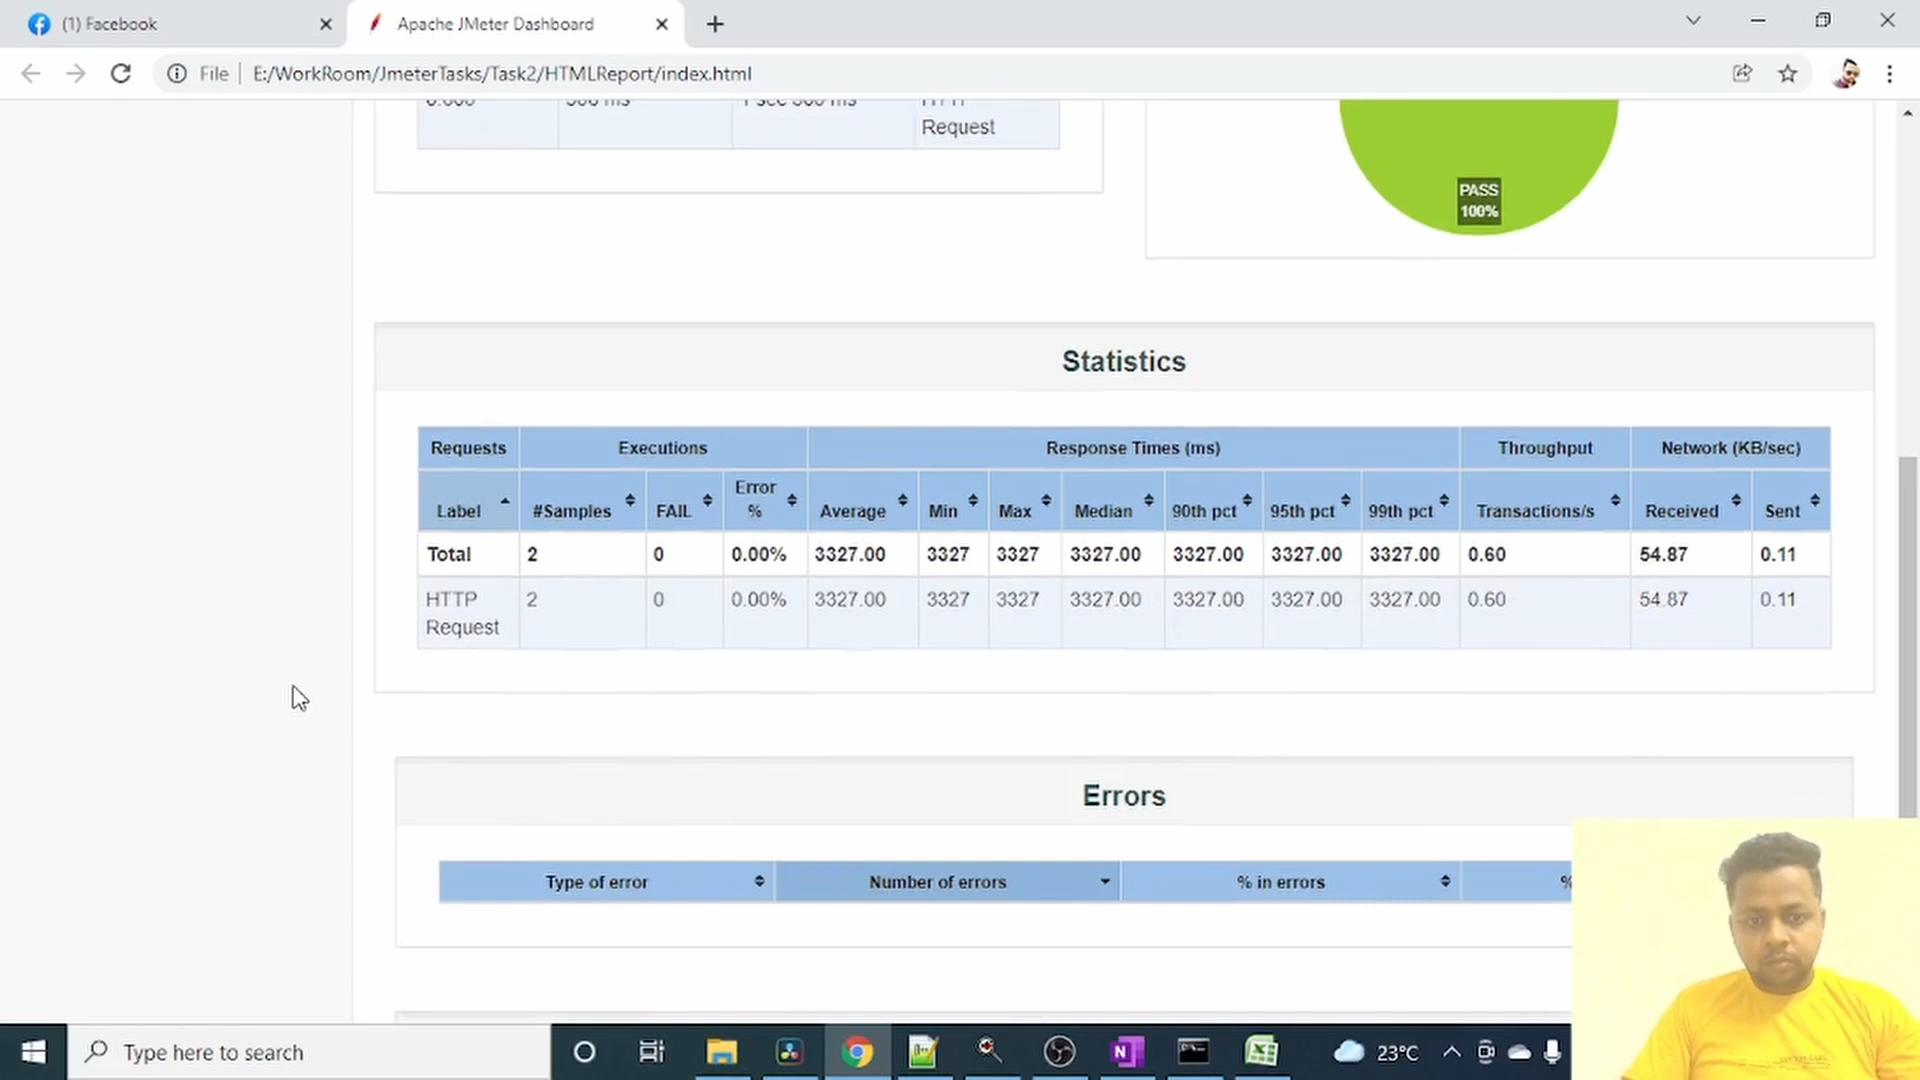 (1) Facebook
Apache JMeter Dashboard
File
E:/WorkRoom/JmeterTasks/Task2/HTMLReport/index.html
Request
PASS
100%
Statistics
Requests Executions Response Times (ms) Throughput Network (KB/sec)
Label #Samples FAIL Error % Average Min Max Median 90th pct 95th pct 99th pct Transactions/s Received Sent
Total 2 0 0.00% 3327.00 3327 3327 3327.00 3327.00 3327.00 3327.00 0.60 54.87 0.11
HTTP Request 2 0 0.00% 3327.00 3327 3327 3327.00 3327.00 3327.00 3327.00 0.60 54.87 0.11
Errors
Type of error Number of errors % in errors %
Type here to search
23°C